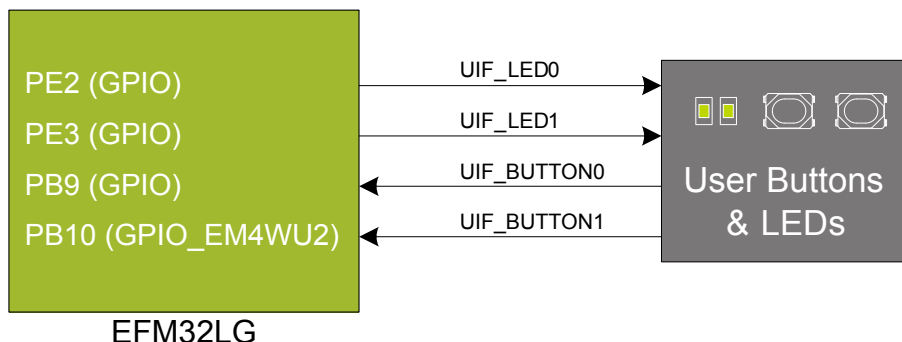 PE2 (GPIO)
PE3 (GPIO)
PB9 (GPIO)
PB10 (GPIO_EM4WU2)
EFM32LG
UIF_LED0
UIF_LED1
UIF_BUTTON0
UIF_BUTTON1
User Buttons
& LEDs